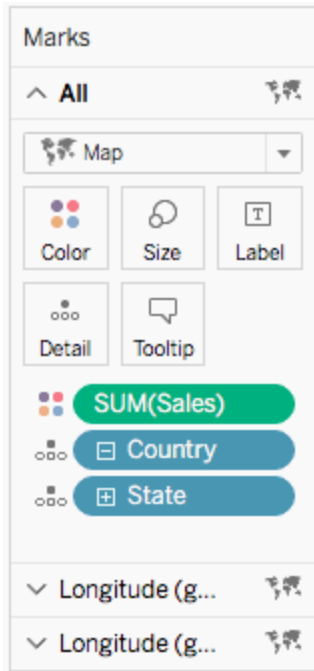 Marks
All
Map
Color Size Label
Detail Tooltip
SUM(Sales)
Country
State
Longitude (g...
Longitude (g...